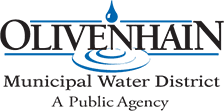 OLIVENHAIN
Municipal Water District
A Public Agency